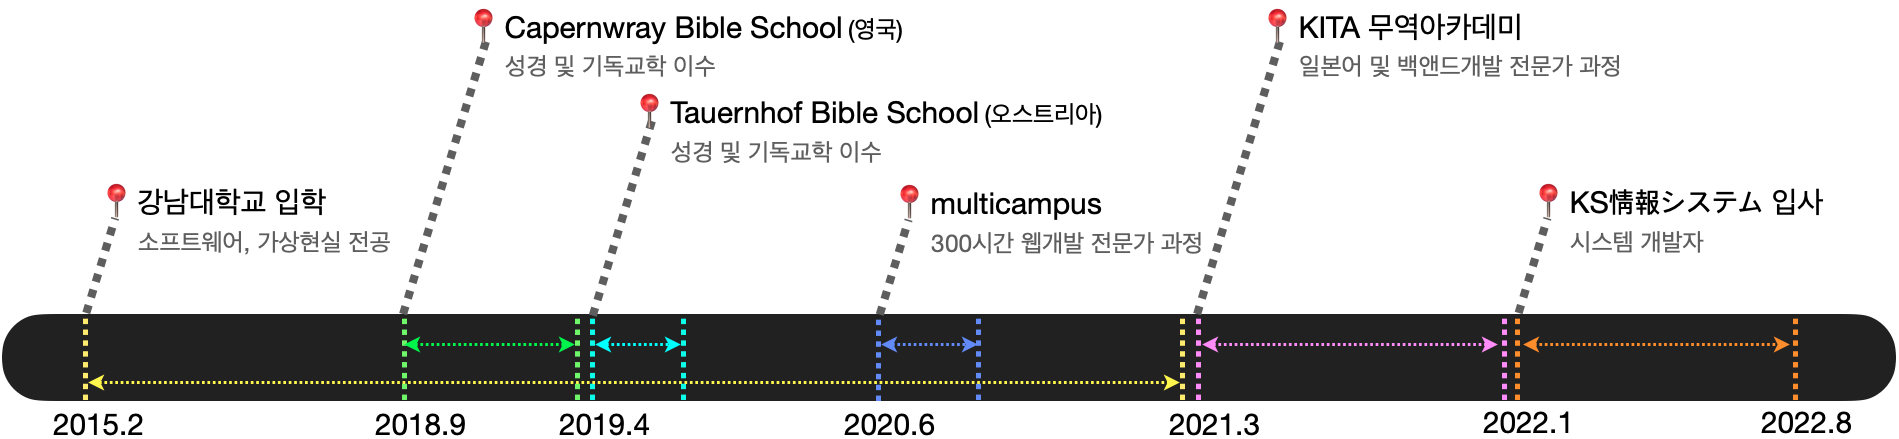 Capernwray Bible School (영국)
성경 및 기독교학 이수
KITA 무역아카데미
일본어 및 백앤드개발 전문가 과정
Tauernhof Bible School (오스트리아)
성경 및 기독교학 이수
강남대학교 입학
소프트웨어, 가상현실 전공
multicampus
300시간 웹개발 전문가 과정
KS情報システム 입사
시스템 개발자
2015.2
2018.9
2019.4
2020.6
2021.3
2022.1
2022.8